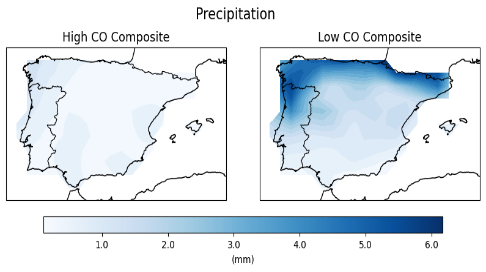 Precipitation
High CO Composite
Low CO Composite
1.0 2.0 3.0 4.0 5.0 6.0
(mm)